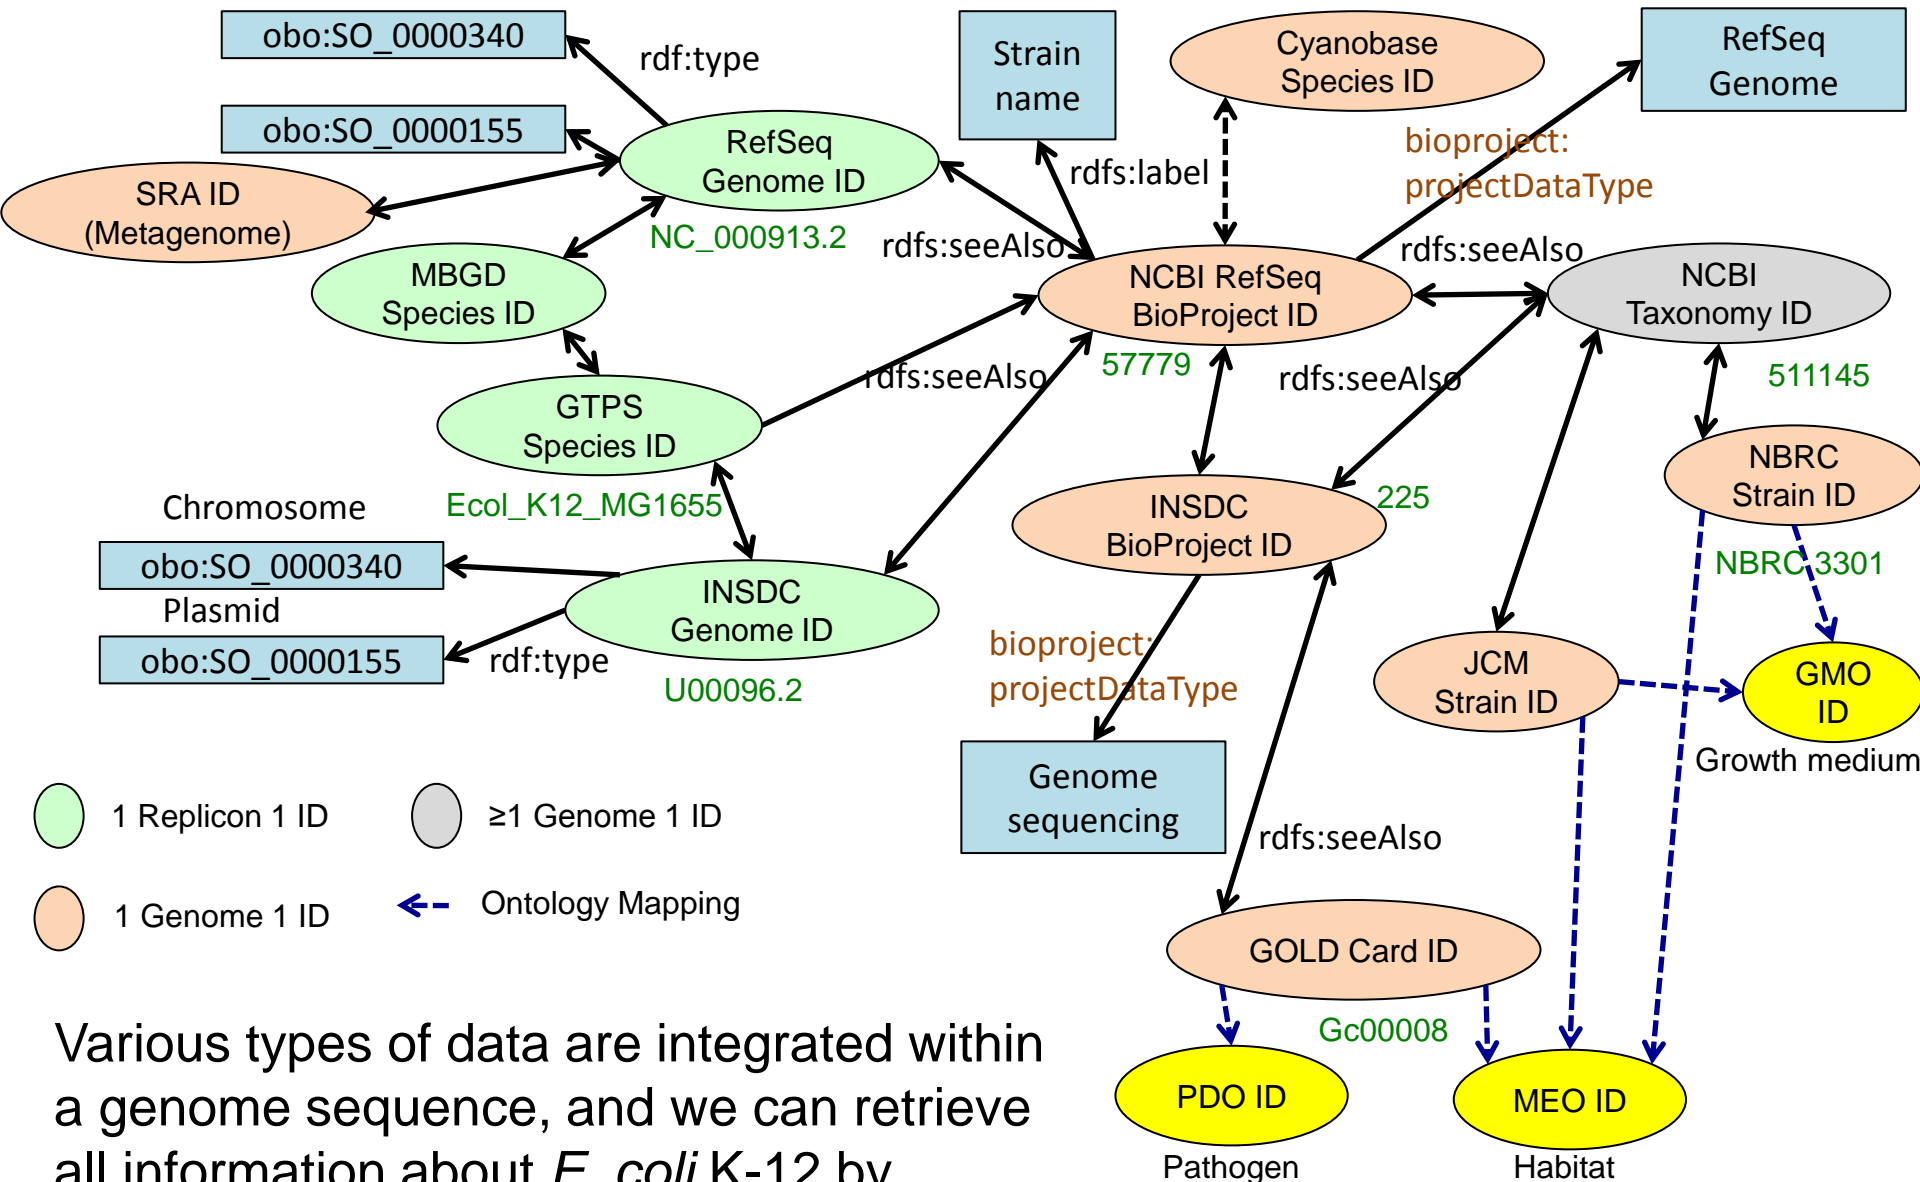 obo:SO_0000340
rdf:type
obo:SO_0000155
SRA ID
(Metagenome)
RefSeq
Genome ID
NC_000913.2
MBGD
Species ID
GTPS
Species ID
Ecol_K12_MG1655
Strain
name
rdfs:label
Cyanobase
Species ID
RefSeq
Genome
bioproject:
projectDataType
rdfs:seeAlso
NCBI RefSeq
BioProject ID
57779
rdfs:seeAlso
NCBI
Taxonomy ID
511145
rdfs:seeAlso
rdfs:seeAlso
Chromosome
obo:SO_0000340
Plasmid
obo:SO_0000155
rdf:type
INSDC
Genome ID
U00096.2
INSDC
BioProject ID
225
NBRC
Strain ID
NBRC 3301
bioproject:
projectDataType
Genome
sequencing
JCM
Strain ID
GMO
ID
Growth medium
rdfs:seeAlso
1 Replicon 1 ID
≥1 Genome 1 ID
1 Genome 1 ID
Ontology Mapping
GOLD Card ID
Gc00008
PDO ID
Pathogen
MEO ID
Habitat
Various types of data are integrated within
a genome sequence, and we can retrieve
all information about E. coli K-12 by